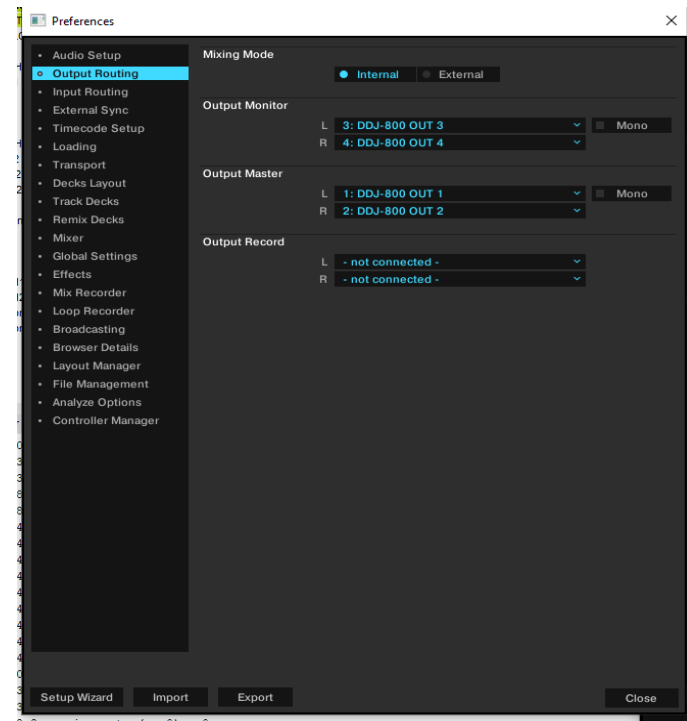 Preferences
Audio Setup
Output Routing
Input Routing
External Sync
Timecode Setup
Loading
Transport
Decks Layout
Track Decks
Remix Decks
Mixer
Global Settings
Effects
Mix Recorder
Loop Recorder
Broadcasting
Browser Details
Layout Manager
File Management
Analyze Options
Controller Manager
Mixing Mode
Internal External
Output Monitor
L 3: DDJ-800 OUT 3 Mono
R 4: DDJ-800 OUT 4
Output Master
L 1: DDJ-800 OUT 1 Mono
R 2: DDJ-800 OUT 2
Output Record
L - not connected -
R - not connected -
Setup Wizard Import Export Close